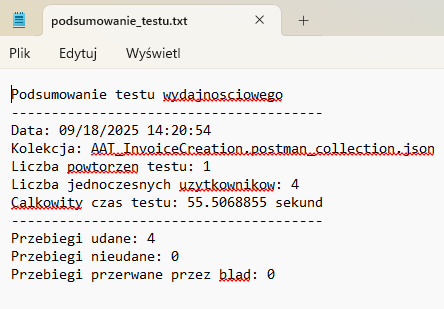 podsumowanie_testu.txt
Plik Edytuj Wyświetl
Podsumowanie testu wydajnosciowego
-----------------------------------
Data: 09/18/2025 14:20:54
Kolekcja: AAT_InvoiceCreation.postman_collection.json
Liczba powtorzen testu: 1
Liczba jednoczesnych uzytkownikow: 4
Calkowity czas testu: 55.5068855 sekund
-----------------------------------
Przebiegi udane: 4
Przebiegi nieudane: 0
Przebiegi przerwane przez blad: 0